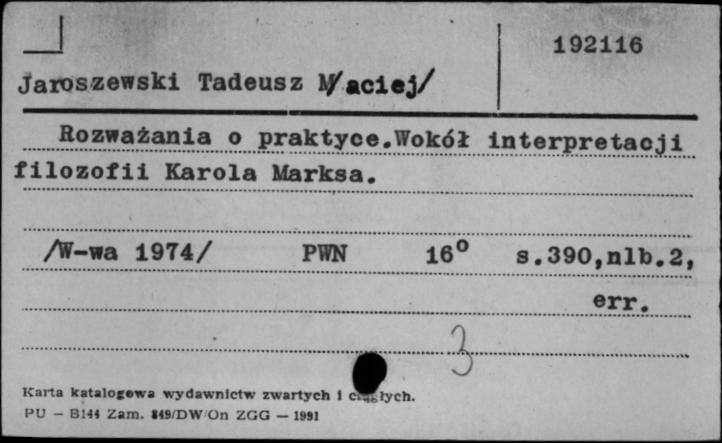 192116
Jaroszewski Tadeusz M/aciej/
Rozważania o praktyce.Wokół interpretacji
filozofii Karola Marksa.
/W-wa 1974/ PWN 16° s.390,nlb.2,
err.
3
Karta katalogowa wydawnictw zwartych i ciągłych.
PU — B144 Zam. 849/DW/On ZGG — 1991